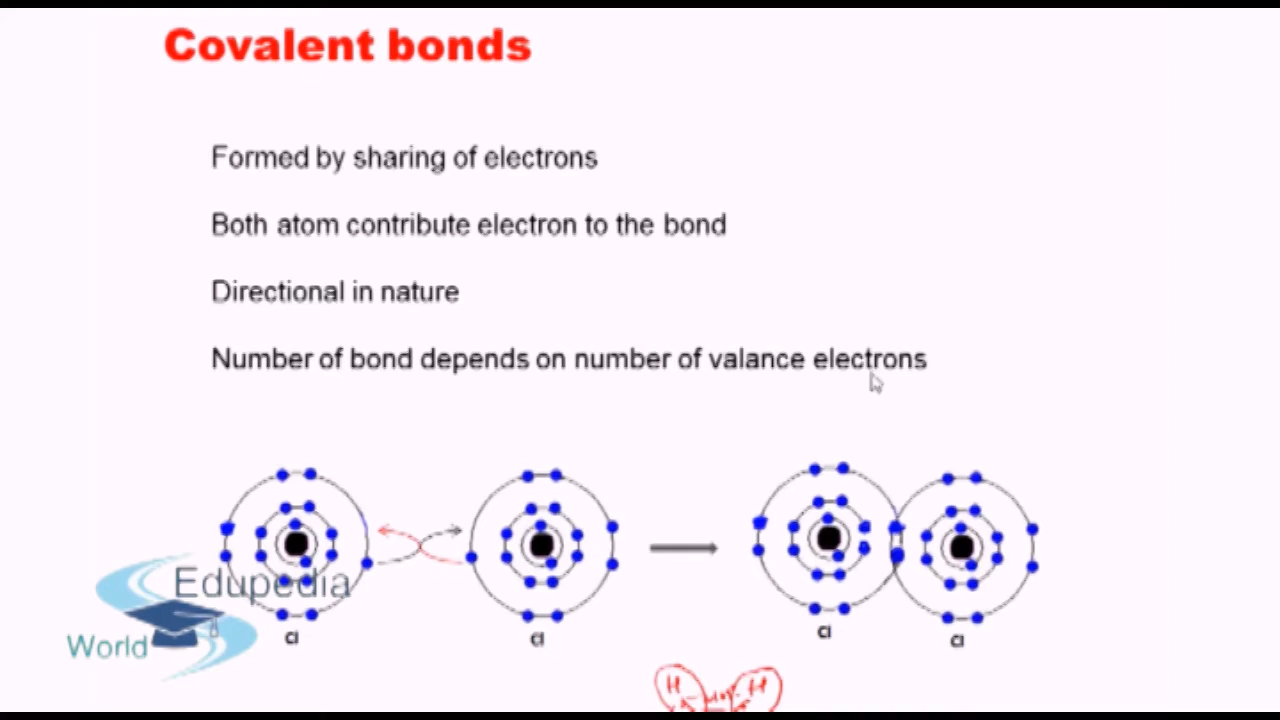 Covalent bonds
Formed by sharing of electrons
Both atom contribute electron to the bond
Directional in nature
Number of bond depends on number of valance electrons
Edupedia
World
Cl
Cl
Cl
Cl
H H